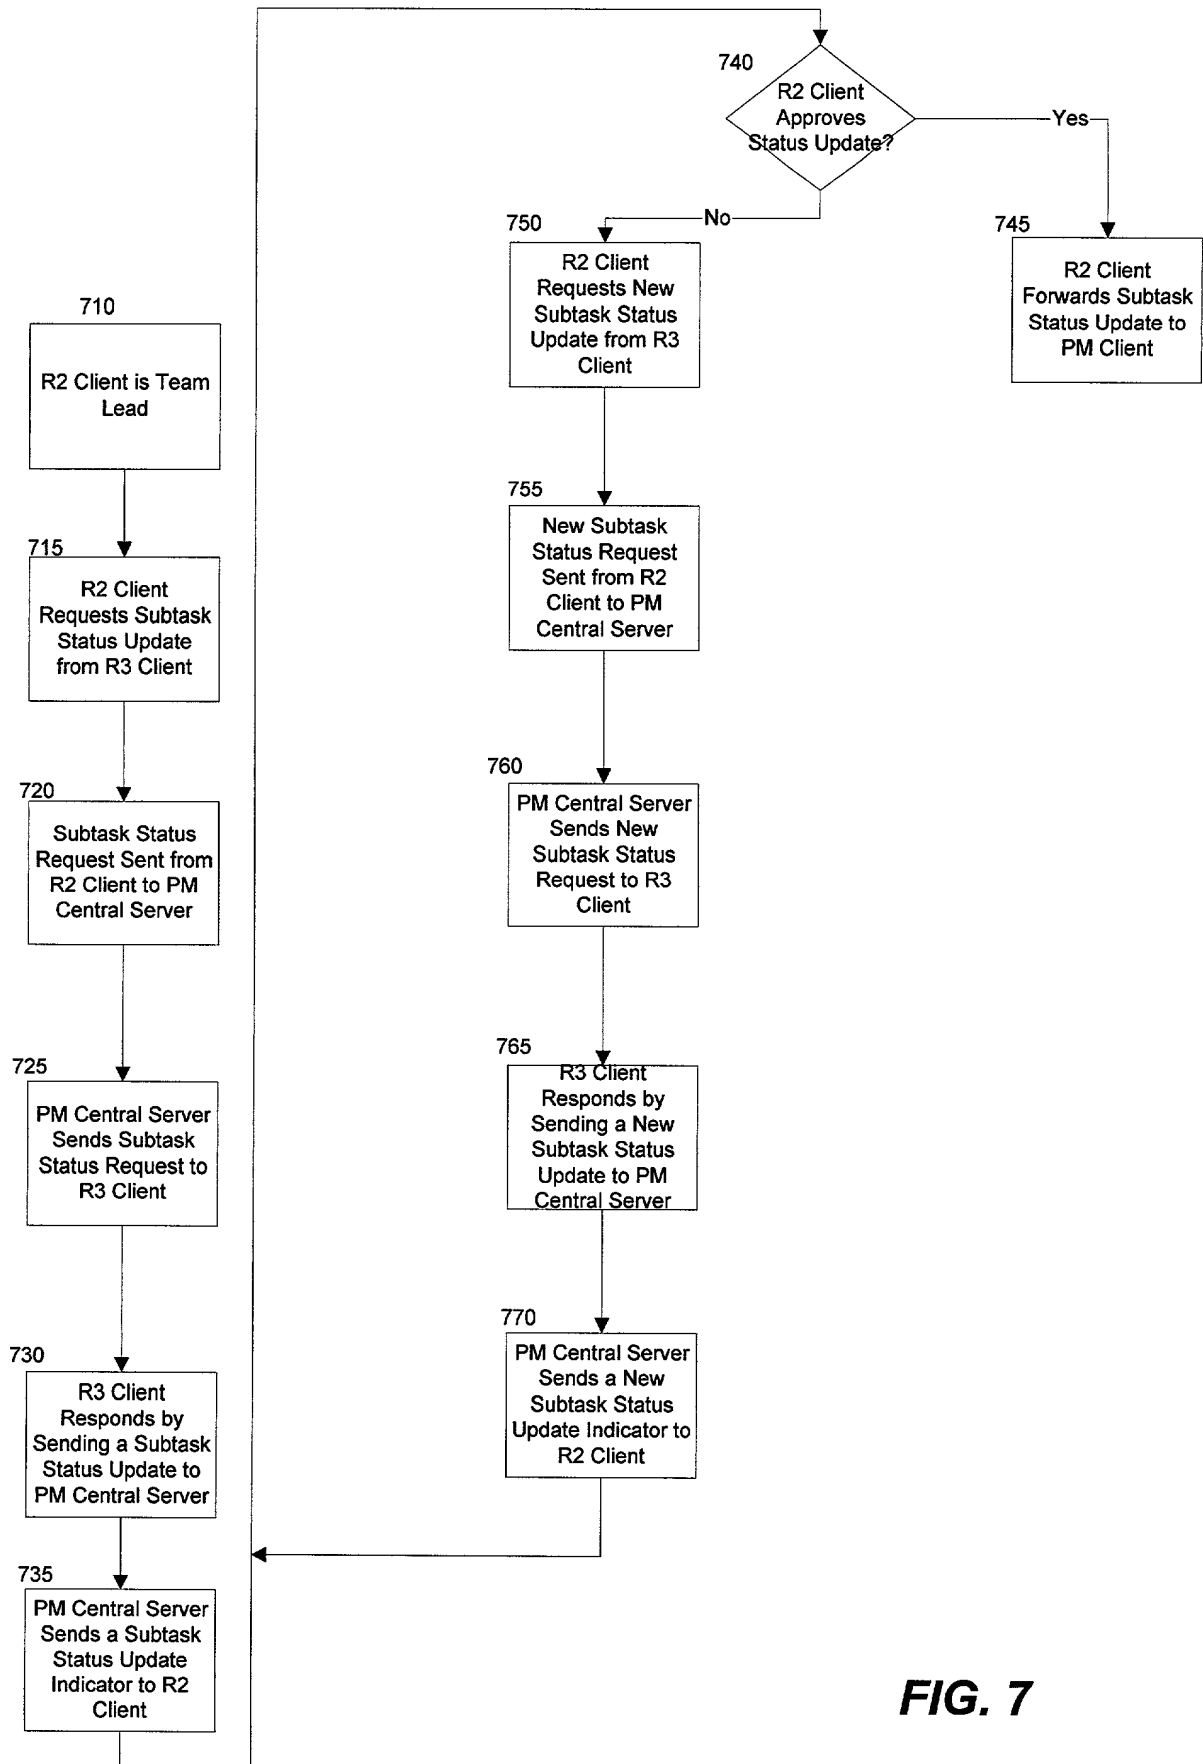 710
R2 Client is Team
Lead
715
R2 Client
Requests Subtask
Status Update
from R3 Client
720
Subtask Status
Request Sent from
R2 Client to PM
Central Server
725
PM Central Server
Sends Subtask
Status Request to
R3 Client
730
R3 Client
Responds by
Sending a Subtask
Status Update to
PM Central Server
735
PM Central Server
Sends a Subtask
Status Update
Indicator to R2
Client
740
R2 Client
Approves
Status Update?
Yes
No
745
R2 Client
Forwards Subtask
Status Update to
PM Client
750
R2 Client
Requests New
Subtask Status
Update from R3
Client
755
New Subtask
Status Request
Sent from R2
Client to PM
Central Server
760
PM Central Server
Sends New
Subtask Status
Request to R3
Client
765
R3 Client
Responds by
Sending a New
Subtask Status
Update to PM
Central Server
770
PM Central Server
Sends a New
Subtask Status
Update Indicator to
R2 Client
FIG. 7